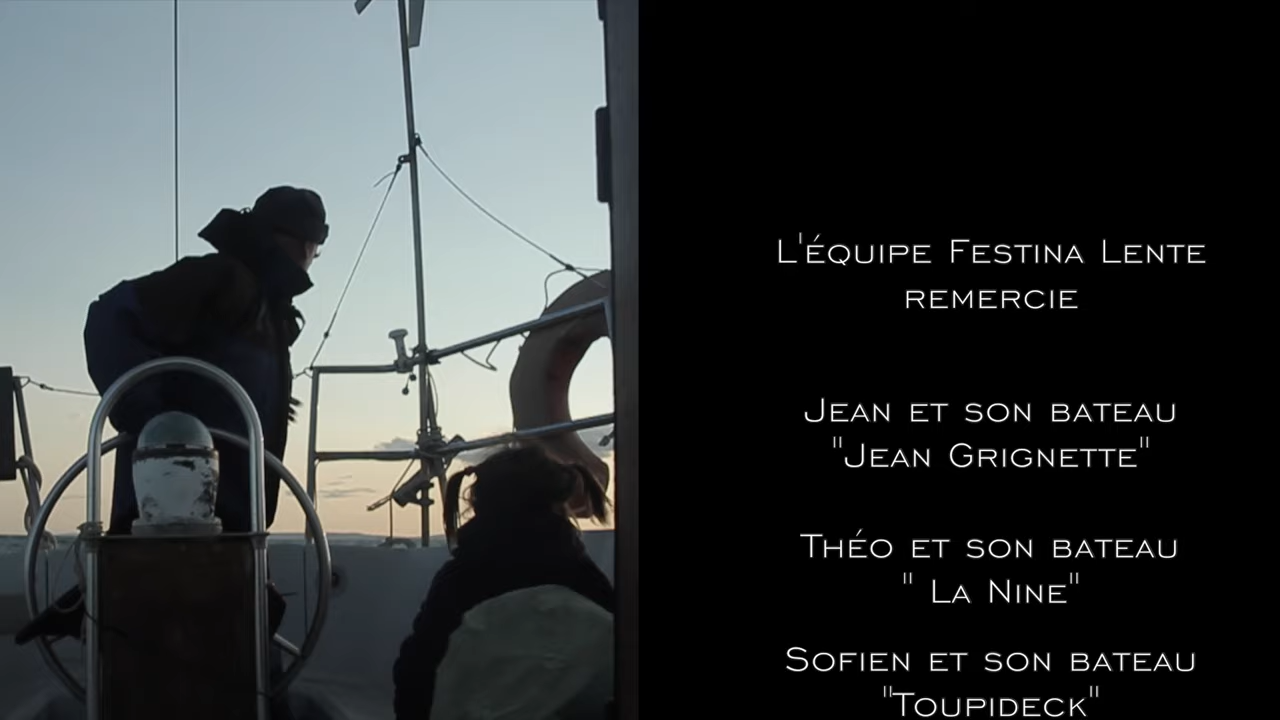 L'équipe Festina Lente
remercie
Jean et son bateau
"Jean Grignette"
Théo et son bateau
" La Nine"
Sofien et son bateau
"Toupideck"